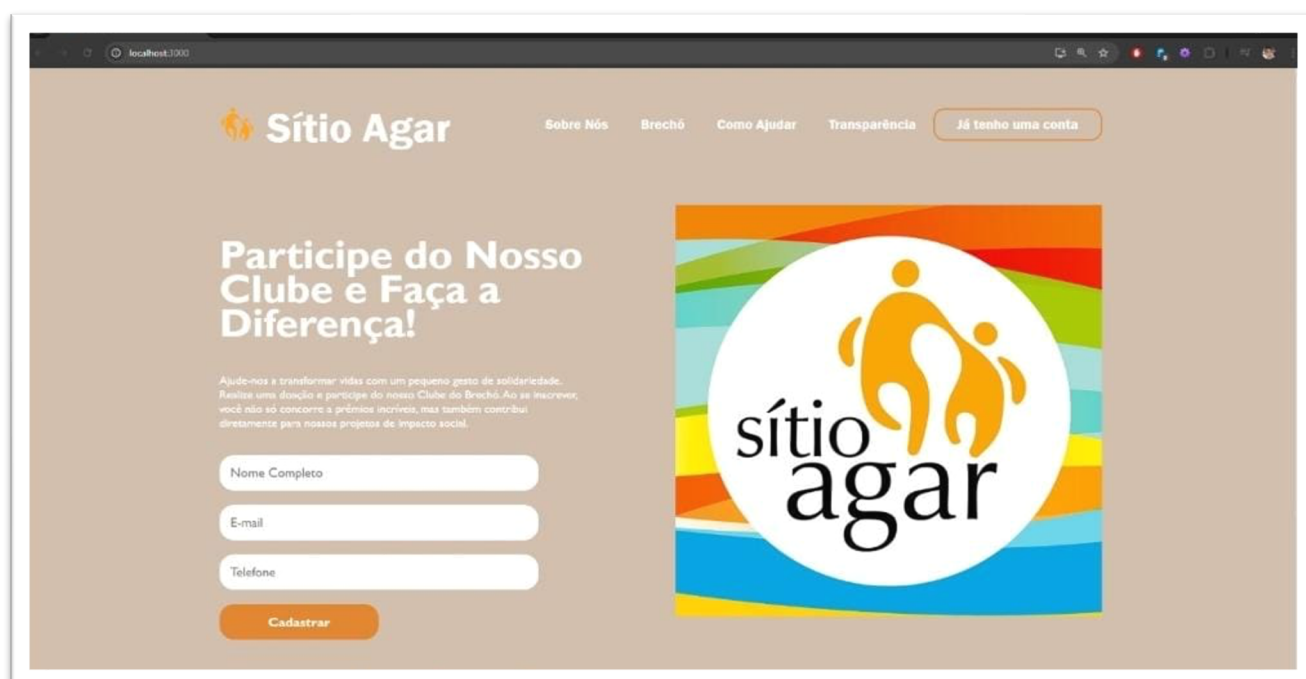 localhost:3000
Sítio Agar
Sobre Nós
Brechó
Como Ajudar
Transparência
Já tenho uma conta
Participe do Nosso
Clube e Faça a
Diferença!
Ajude-nos a transformar vidas com um pequeno gesto de solidariedade.
Realize uma doação e participe do nosso Clube do Brechó. Ao se inscrever,
você não só concorre a prêmios incríveis, mas também contribui
diretamente para nossos projetos de impacto social.
Nome Completo
E-mail
Telefone
Cadastrar
sítio
agar